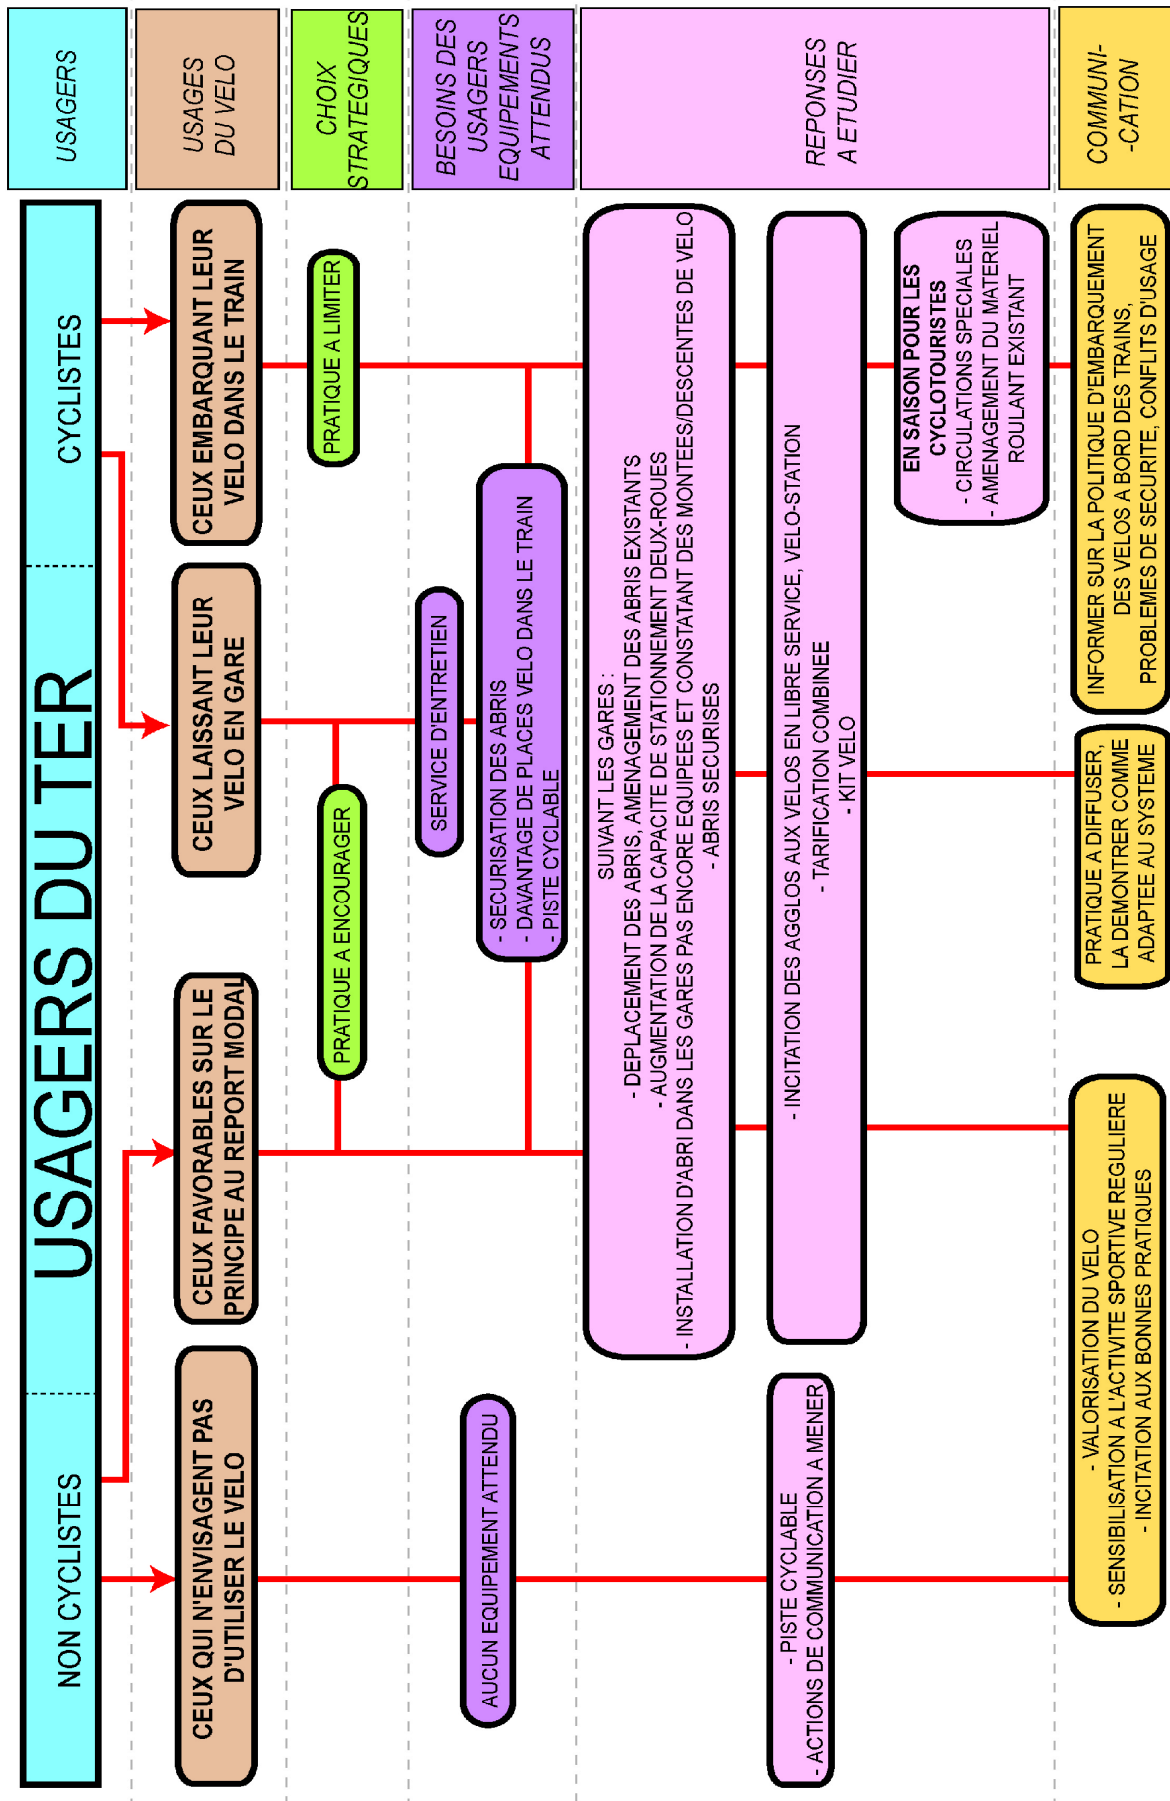 USAGERS DU TER
NON CYCLISTES
CYCLISTES
USAGERS
CEUX QUI N'ENVISAGENT PAS
D'UTILISER LE VELO
CEUX FAVORABLES SUR LE
PRINCIPE AU REPORT MODAL
CEUX LAISSANT LEUR
VELO EN GARE
CEUX EMBARQUANT LEUR
VELO DANS LE TRAIN
USAGES
DU VELO
PRATIQUE A ENCOURAGER
PRATIQUE A LIMITER
CHOIX
STRATEGIQUES
AUCUN EQUIPEMENT ATTENDU
SERVICE D'ENTRETIEN
- SECURISATION DES ABRIS
- DAVANTAGE DE PLACES VELO DANS LE TRAIN
- PISTE CYCLABLE
BESOINS DES
USAGERS
EQUIPEMENTS
ATTENDUS
SUIVANT LES GARES :
- DEPLACEMENT DES ABRIS, AMENAGEMENT DES ABRIS EXISTANTS
- AUGMENTATION DE LA CAPACITE DE STATIONNEMENT DEUX-ROUES
- INSTALLATION D'ABRI DANS LES GARES PAS ENCORE EQUIPEES ET CONSTATANT DES MONTEES/DESCENTES DE VELO
- ABRIS SECURISES
- PISTE CYCLABLE
- ACTIONS DE COMMUNICATION A MENER
- INCITATION DES AGGLOS AUX VELOS EN LIBRE SERVICE, VELO-STATION
- TARIFICATION COMBINEE
- KIT VELO
EN SAISON POUR LES
CYCLOTOURISTES
- CIRCULATIONS SPECIALES
- AMENAGEMENT DU MATERIEL
ROULANT EXISTANT
REPONSES
A ETUDIER
- VALORISATION DU VELO
- SENSIBILISATION A L'ACTIVITE SPORTIVE REGULIERE
- INCITATION AUX BONNES PRATIQUES
PRATIQUE A DIFFUSER,
LA DEMONTRER COMME
ADAPTEE AU SYSTEME
INFORMER SUR LA POLITIQUE D'EMBARQUEMENT
DES VELOS A BORD DES TRAINS,
PROBLEMES DE SECURITE, CONFLITS D'USAGE
COMMUNI-
-CATION